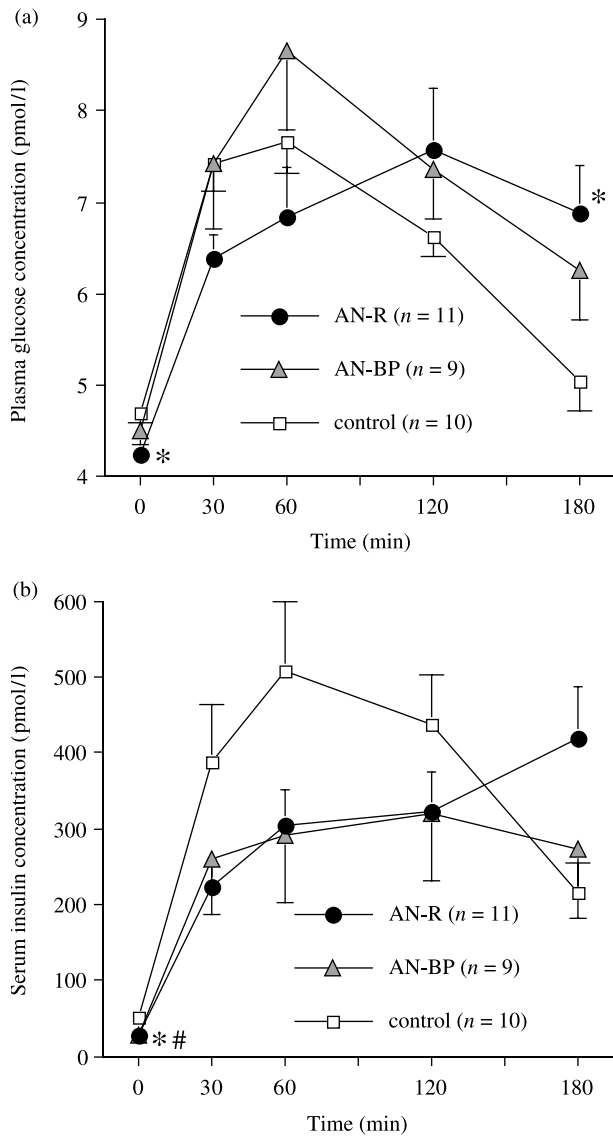 (a)
Plasma glucose concentration (pmol/l)
9
8
7
6
5
4
*
*
AN-R (n = 11)
AN-BP (n = 9)
control (n = 10)
0 30 60 120 180
Time (min)
(b)
Serum insulin concentration (pmol/l)
600
500
400
300
200
100
0
* #
AN-R (n = 11)
AN-BP (n = 9)
control (n = 10)
0 30 60 120 180
Time (min)